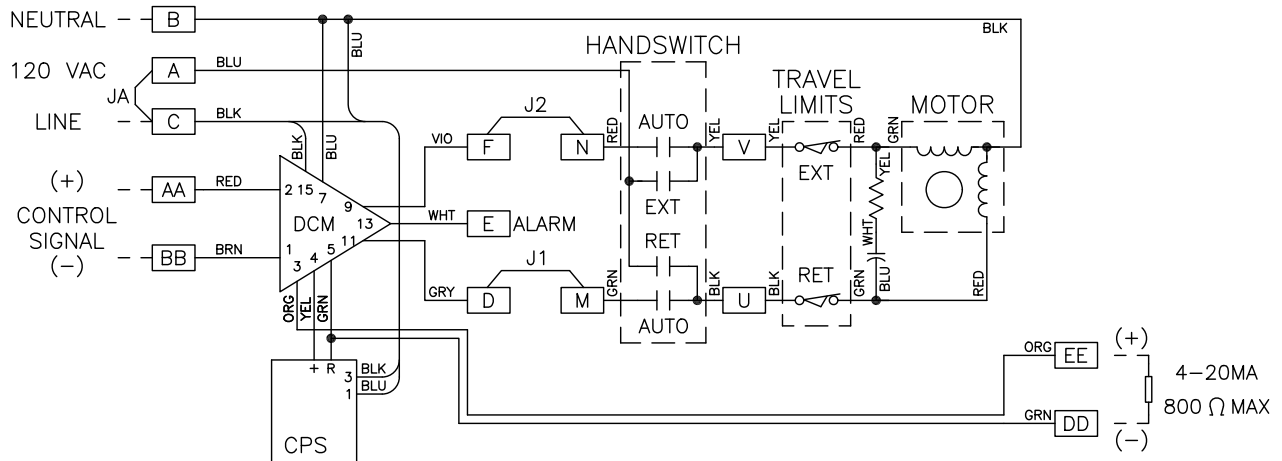 NEUTRAL B BLK
BLU
HANDSWITCH
120 VAC A BLU
TRAVEL
LIMITS
MOTOR
JA
J2
LINE C BLK
AUTO
BLK BLU VIO F N RED YEL V YEL RED GRN
EXT
YEL
(+)
AA RED 2 15 7 9
EXT
CONTROL
SIGNAL
DCM 13 WHT E ALARM
11
RET
WHT
(-)
BB BRN 1 3 4 5
J1
RET
BLU
GRY D M GRN BLK U BLK GRN RED
ORG YEL GRN
AUTO
ORG EE (+)
+ R
3 BLK
1 BLU
4-20MA
800 Ω MAX
GRN DD (-)
CPS